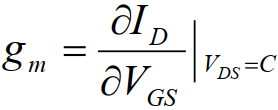 g_m = ∂I_D / ∂V_GS | V_DS=C